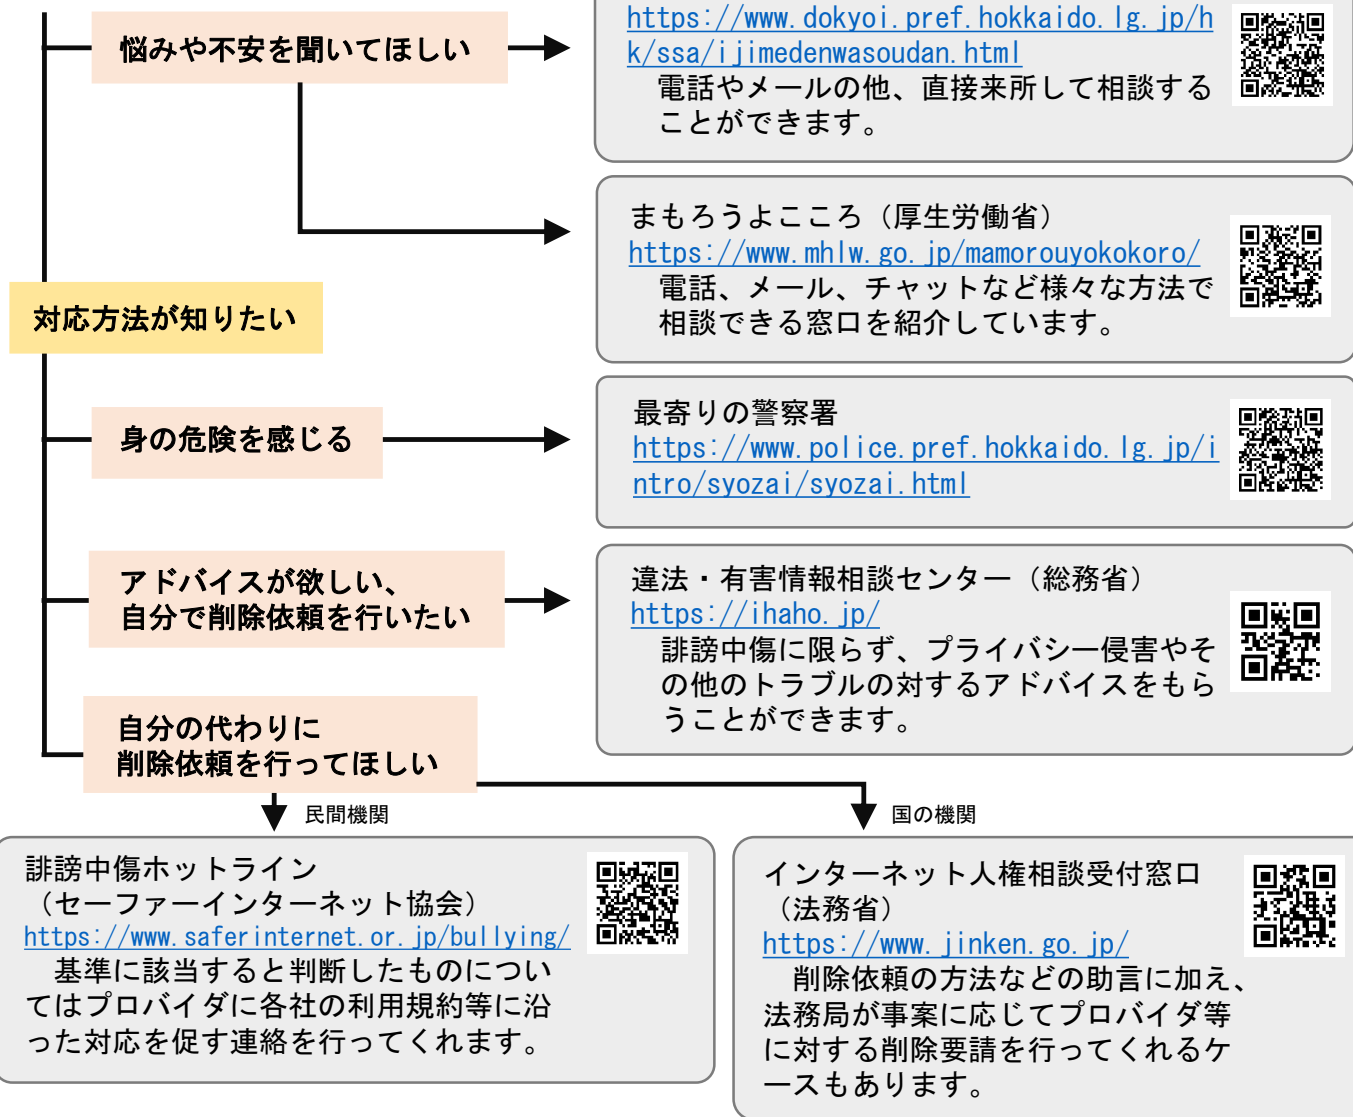 悩みや不安を聞いてほしい
https://www.dokyoi.pref.hokkaido.lg.jp/h
k/ssa/ijimedenwasoudan.html
電話やメールの他、直接来所して相談する
ことができます。
まもろうよこころ（厚生労働省）
https://www.mhlw.go.jp/mamorouyokokoro/
電話、メール、チャットなど様々な方法で
相談できる窓口を紹介しています。
対応方法が知りたい
身の危険を感じる
最寄りの警察署
https://www.police.pref.hokkaido.lg.jp/i
ntro/syozai/syozai.html
アドバイスが欲しい、
自分で削除依頼を行いたい
違法・有害情報相談センター（総務省）
https://ihaho.jp/
誹謗中傷に限らず、プライバシー侵害やそ
の他のトラブルの対するアドバイスをもら
うことができます。
自分の代わりに
削除依頼を行ってほしい
民間機関
国の機関
誹謗中傷ホットライン
（セーファーインターネット協会）
https://www.saferinternet.or.jp/bullying/
基準に該当すると判断したものについ
てはプロバイダに各社の利用規約等に沿
った対応を促す連絡を行ってくれます。
インターネット人権相談受付窓口
（法務省）
https://www.jinken.go.jp/
削除依頼の方法などの助言に加え、
法務局が事案に応じてプロバイダ等
に対する削除要請を行ってくれるケ
ースもあります。